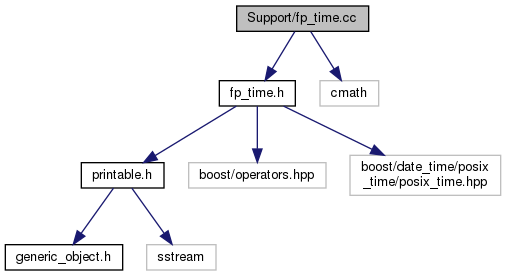 Support/fp_time.cc
fp_time.h
cmath
printable.h
boost/operators.hpp
boost/date_time/posix
_time/posix_time.hpp
generic_object.h
sstream